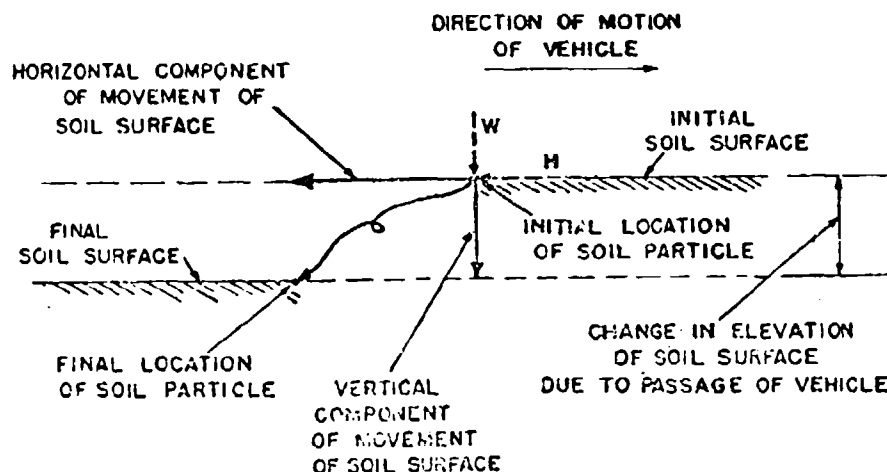 DIRECTION OF MOTION
OF VEHICLE
HORIZONTAL COMPONENT
OF MOVEMENT OF
SOIL SURFACE
W
H
INITIAL
SOIL SURFACE
FINAL
SOIL SURFACE
INITIAL LOCATION
OF SOIL PARTICLE
FINAL LOCATION
OF SOIL PARTICLE
VERTICAL
COMPONENT
OF MOVEMENT
OF SOIL SURFACE
CHANGE IN ELEVATION
OF SOIL SURFACE
DUE TO PASSAGE OF VEHICLE